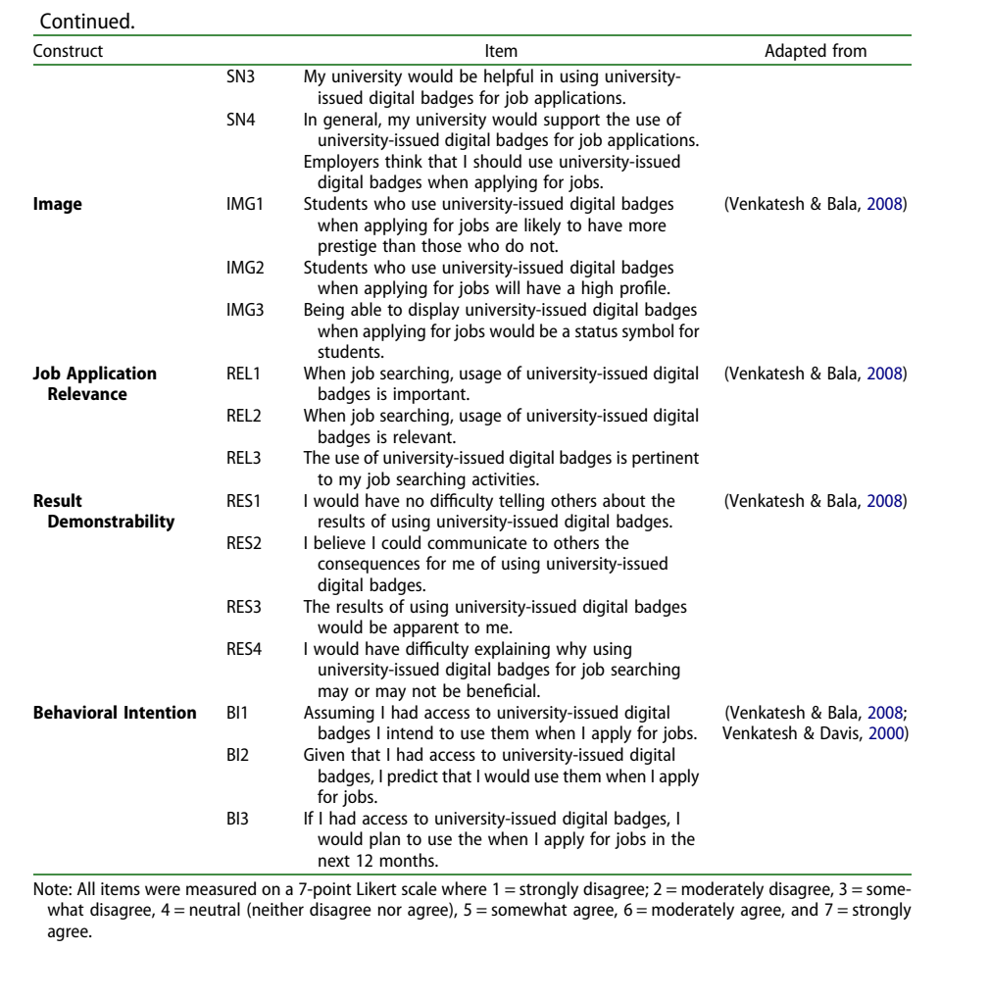 Continued.
Construct Item Adapted from
SN3 My university would be helpful in using university-
issued digital badges for job applications.
SN4 In general, my university would support the use of
university-issued digital badges for job applications.
Employers think that I should use university-issued
digital badges when applying for jobs.
Image IMG1 Students who use university-issued digital badges (Venkatesh & Bala, 2008)
when applying for jobs are likely to have more
prestige than those who do not.
IMG2 Students who use university-issued digital badges
when applying for jobs will have a high profile.
IMG3 Being able to display university-issued digital badges
when applying for jobs would be a status symbol for
students.
Job Application REL1 When job searching, usage of university-issued digital (Venkatesh & Bala, 2008)
Relevance badges is important.
REL2 When job searching, usage of university-issued digital
badges is relevant.
REL3 The use of university-issued digital badges is pertinent
to my job searching activities.
Result RES1 I would have no difficulty telling others about the (Venkatesh & Bala, 2008)
Demonstrability results of using university-issued digital badges.
RES2 I believe I could communicate to others the
consequences for me of using university-issued
digital badges.
RES3 The results of using university-issued digital badges
would be apparent to me.
RES4 I would have difficulty explaining why using
university-issued digital badges for job searching
may or may not be beneficial.
Behavioral Intention BI1 Assuming I had access to university-issued digital (Venkatesh & Bala, 2008;
badges I intend to use them when I apply for jobs. Venkatesh & Davis, 2000)
BI2 Given that I had access to university-issued digital
badges, I predict that I would use them when I apply
for jobs.
BI3 If I had access to university-issued digital badges, I
would plan to use the when I apply for jobs in the
next 12 months.
Note: All items were measured on a 7-point Likert scale where 1 = strongly disagree; 2 = moderately disagree, 3 = some-
what disagree, 4 = neutral (neither disagree nor agree), 5 = somewhat agree, 6 = moderately agree, and 7 = strongly
agree.